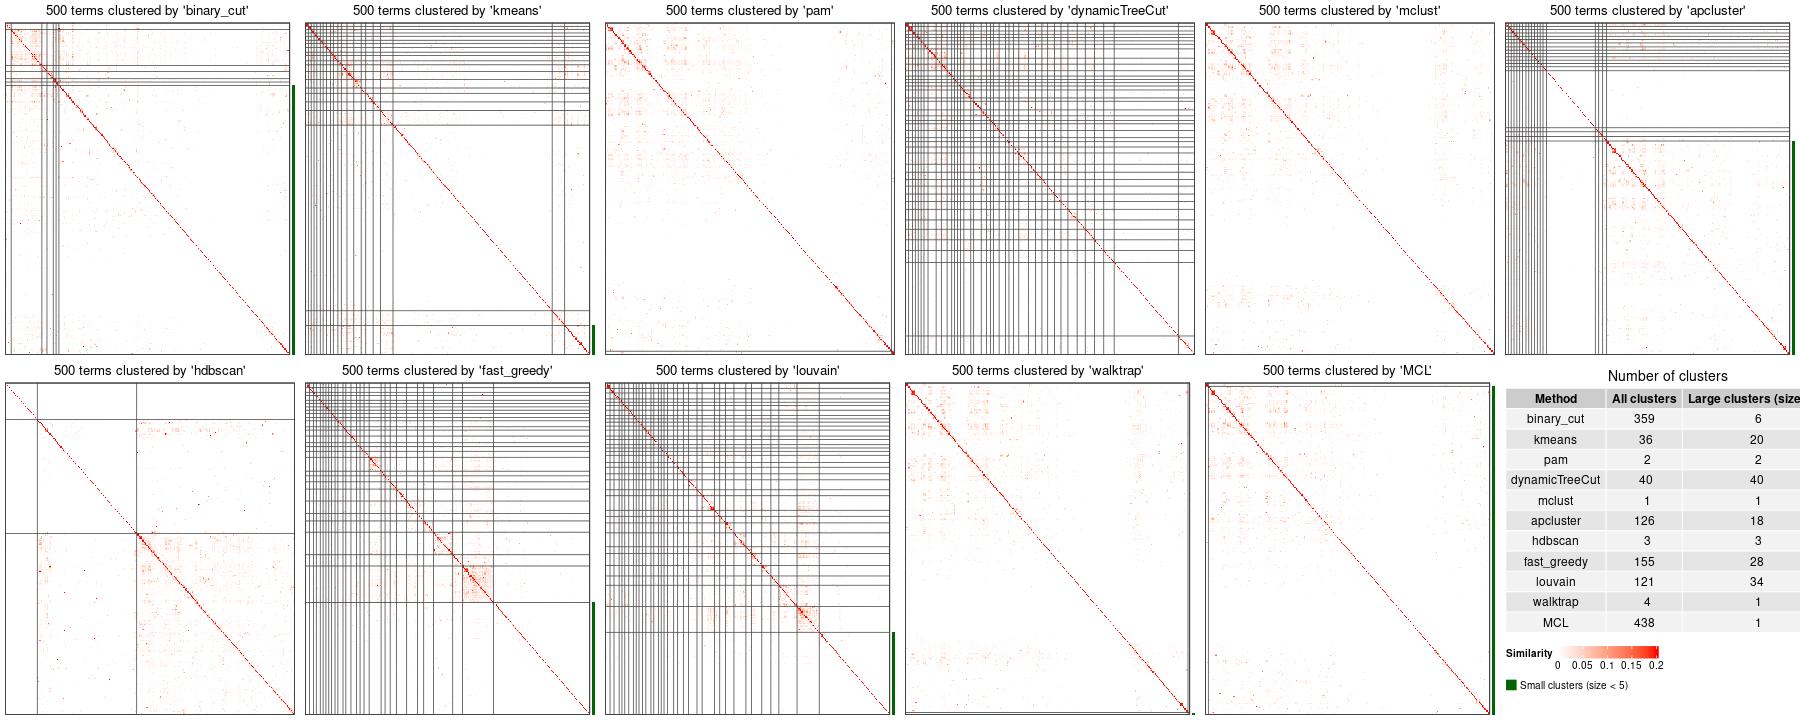 500 terms clustered by 'binary_cut'
500 terms clustered by 'kmeans'
500 terms clustered by 'pam'
500 terms clustered by 'dynamicTreeCut'
500 terms clustered by 'mclust'
500 terms clustered by 'apcluster'
500 terms clustered by 'hdbscan'
500 terms clustered by 'fast_greedy'
500 terms clustered by 'louvain'
500 terms clustered by 'walktrap'
500 terms clustered by 'MCL'
Number of clusters
Method All clusters Large clusters (size
binary_cut 359 6
kmeans 36 20
pam 2 2
dynamicTreeCut 40 40
mclust 1 1
apcluster 126 18
hdbscan 3 3
fast_greedy 155 28
louvain 121 34
walktrap 4 1
MCL 438 1
Similarity
0 0.05 0.1 0.15 0.2
Small clusters (size < 5)